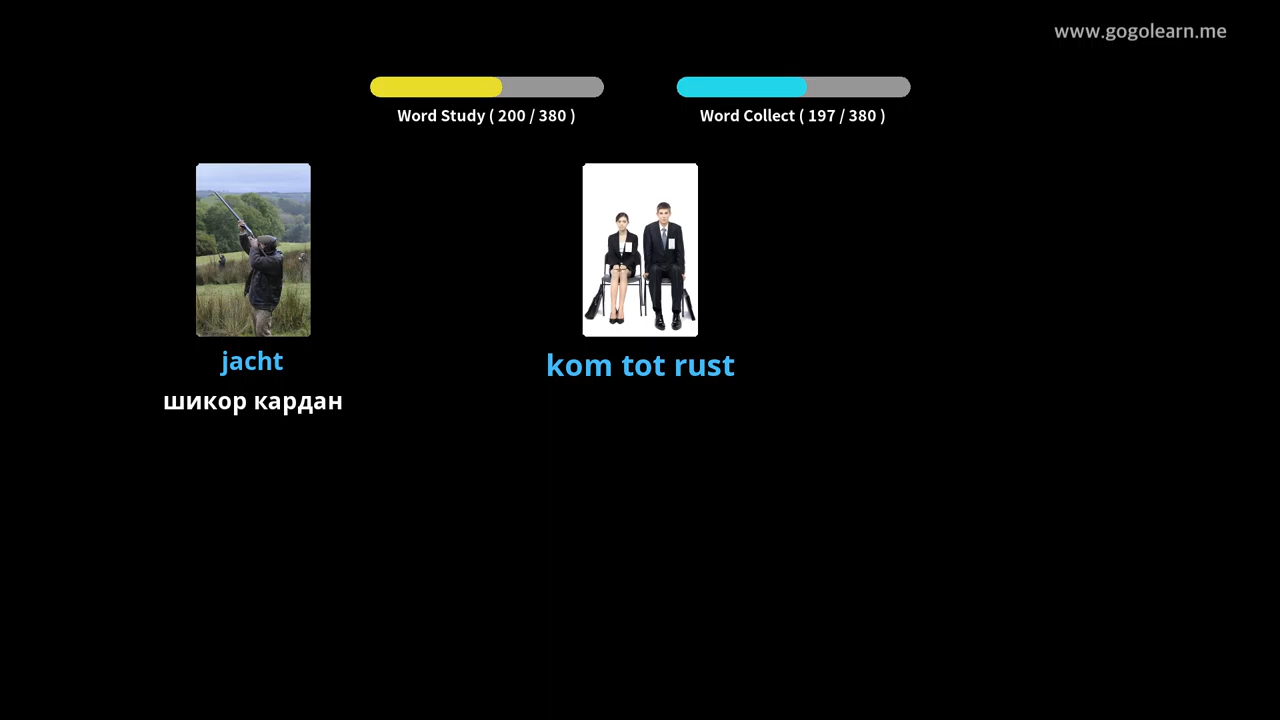 www.gogolearn.me
Word Study ( 200 / 380 )
Word Collect ( 197 / 380 )
jacht
kom tot rust
шикор кардан